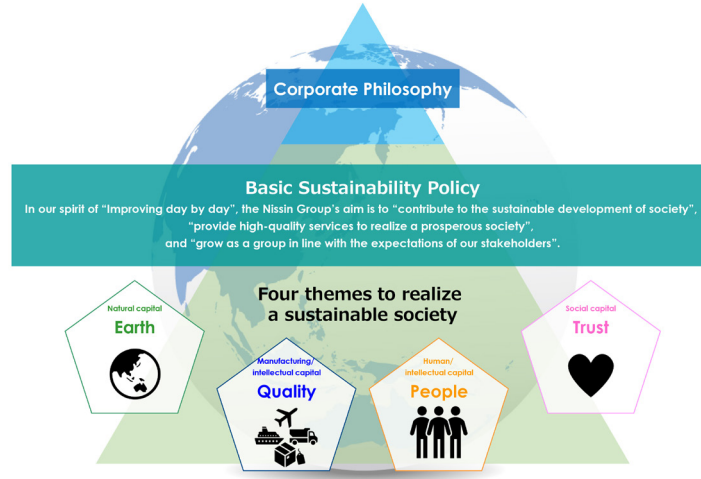 Corporate Philosophy
Basic Sustainability Policy
In our spirit of “Improving day by day”, the Nissin Group’s aim is to “contribute to the sustainable development of society”,
“provide high-quality services to realize a prosperous society”,
and “grow as a group in line with the expectations of our stakeholders”.
Four themes to realize
a sustainable society
Natural capital
Earth
Manufacturing/
intellectual capital
Quality
Human/
intellectual capital
People
Social capital
Trust